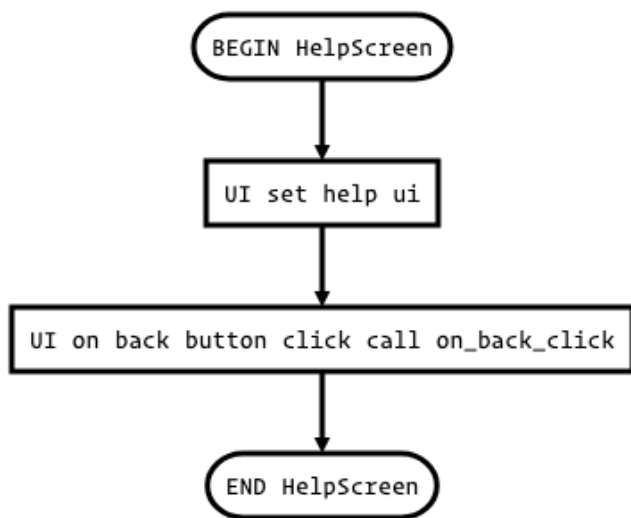 BEGIN HelpScreen
UI set help ui
UI on back button click call on_back_click
END HelpScreen